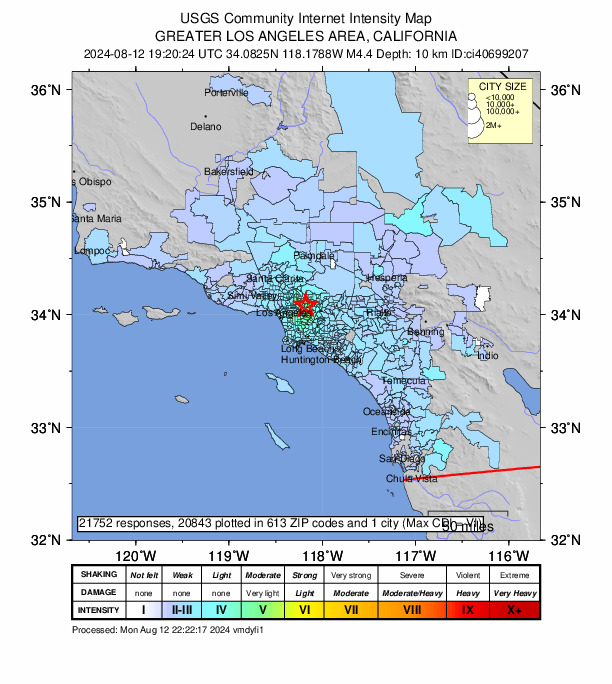 USGS Community Internet Intensity Map
GREATER LOS ANGELES AREA, CALIFORNIA
2024-08-12 19:20:24 UTC 34.0825N 118.1788W M4.4 Depth: 10 km ID:ci40699207
36°N
35°N
34°N
33°N
32°N
36°N
35°N
34°N
33°N
32°N
CITY SIZE
<10,000
10,000+
100,000+
2M+
Porterville
Delano
Bakersfield
s Obispo
anta Maria
Lompoc
Palmdale
Santa Clarita
Hesperia
Simi Valley
Los Angeles
Rialto
Banning
Long Beach
Indio
Huntington Beach
Temecula
Oceanside
Encinitas
San Diego
Chula Vista
21752 responses, 20843 plotted in 613 ZIP codes and 1 city (Max CDI = VI)
50 miles
120°W 119°W 118°W 117°W 116°W
SHAKING Not felt Weak Light Moderate Strong Very strong Severe Violent Extreme
DAMAGE none none none Very light Light Moderate Moderate/Heavy Heavy Very Heavy
INTENSITY I II-III IV V VI VII VIII IX X+
Processed: Mon Aug 12 22:22:17 2024 vmdyfi1